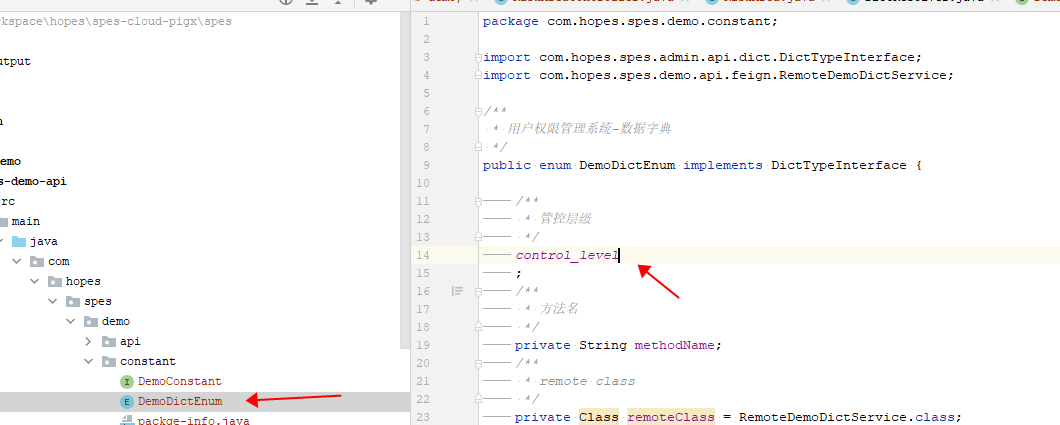 kspace\hopes\spes-cloud-pigx\spes
utput
n
emo
s-demo-api
rc
main
java
com
hopes
spes
demo
api
constant
DemoConstant
DemoDictEnum
packge-info.java
1 package com.hopes.spes.demo.constant;
2
3 import com.hopes.spes.admin.api.dict.DictTypeInterface;
4 import com.hopes.spes.demo.api.feign.RemoteDemoDictService;
5
6 /**
7 * 用户权限管理系统-数据字典
8 */
9 public enum DemoDictEnum implements DictTypeInterface {
10
11 /**
12 * 管控层级
13 */
14 control_level
15 ;
16 /**
17 * 方法名
18 */
19 private String methodName;
20 /**
21 * remote class
22 */
23 private Class remoteClass = RemoteDemoDictService.class;